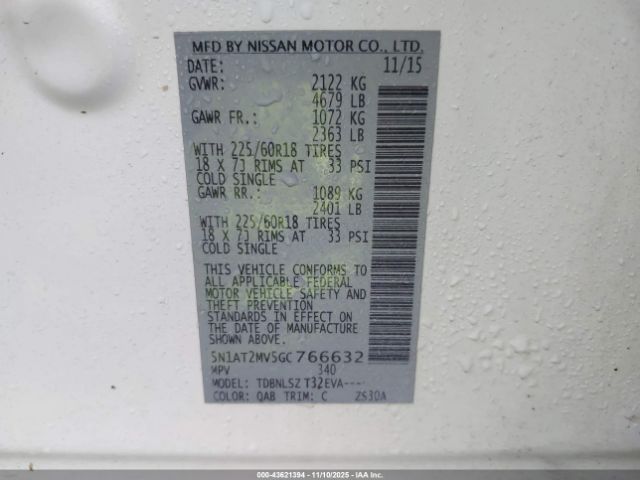 MFD BY NISSAN MOTOR CO., LTD.
DATE: 11/15
GVWR: 2122 KG
4679 LB
GAWR FR.: 1072 KG
2363 LB
WITH 225/60R18 TIRES
18 X 7J RIMS AT 33 PSI
COLD SINGLE
GAWR RR.: 1089 KG
2401 LB
WITH 225/60R18 TIRES
18 X 7J RIMS AT 33 PSI
COLD SINGLE
THIS VEHICLE CONFORMS TO
ALL APPLICABLE FEDERAL
MOTOR VEHICLE SAFETY AND
THEFT PREVENTION
STANDARDS IN EFFECT ON
THE DATE OF MANUFACTURE
SHOWN ABOVE.
5N1AT2MV5GC766632
MPV 340
MODEL: TDBNLSZ T32EVA----
COLOR: QAB TRIM: C ZS30A
000-43621394 - 11/10/2025 - IAAI.COM